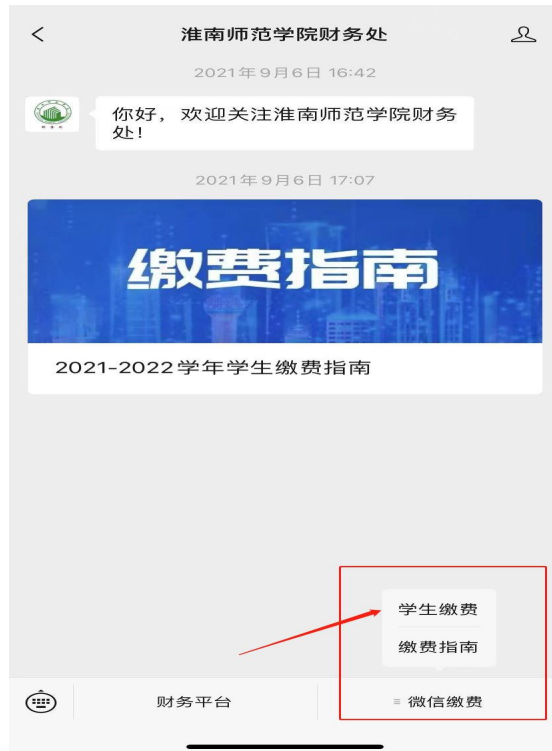 淮南师范学院财务处
2021年9月6日 16:42
你好，欢迎关注淮南师范学院财务
处！
2021年9月6日 17:07
缴费指南
2021-2022学年学生缴费指南
学生缴费
缴费指南
财务平台
微信缴费